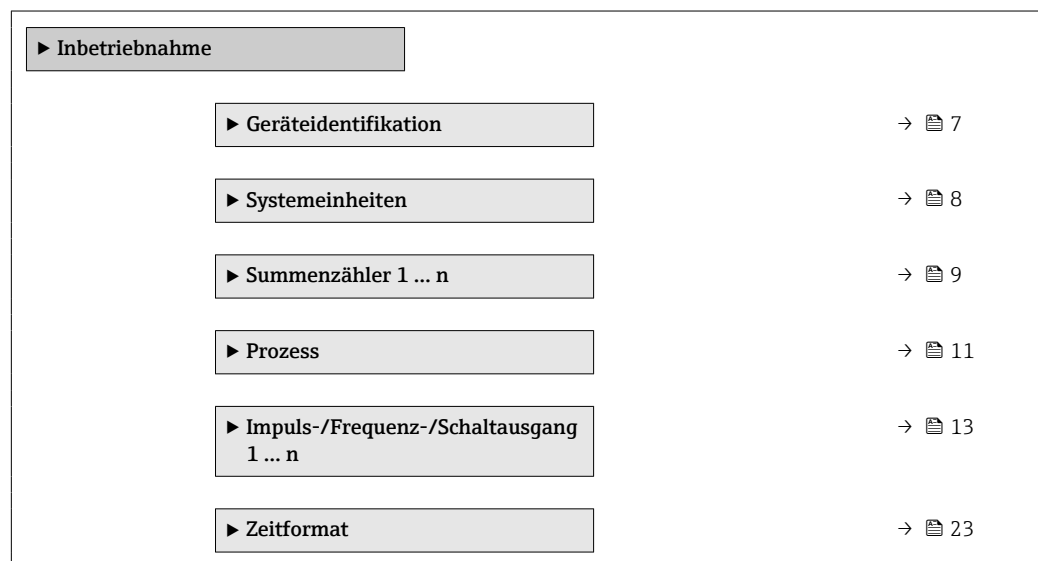 ▶ Inbetriebnahme
▶ Geräteidentifikation → 7
▶ Systemeinheiten → 8
▶ Summenzähler 1 ... n → 9
▶ Prozess → 11
▶ Impuls-/Frequenz-/Schaltausgang → 13
1 ... n
▶ Zeitformat → 23